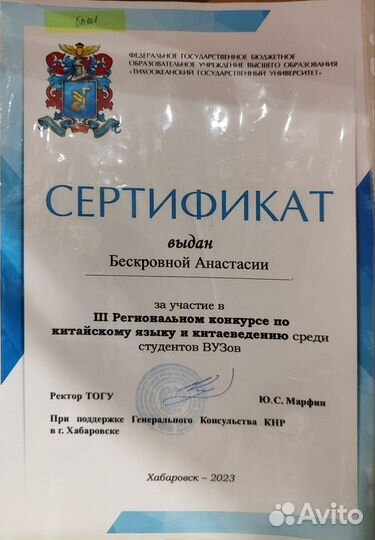 ФЕДЕРАЛЬНОЕ ГОСУДАРСТВЕННОЕ БЮДЖЕТНОЕ
ОБРАЗОВАТЕЛЬНОЕ УЧРЕЖДЕНИЕ ВЫСШЕГО ОБРАЗОВАНИЯ
«ТИХООКЕАНСКИЙ ГОСУДАРСТВЕННЫЙ УНИВЕРСИТЕТ»
СЕРТИФИКАТ
выдан
Бескровной Анастасии
за участие в
III Региональном конкурсе по
китайскому языку и китаеведению среди
студентов ВУЗов
Ректор ТОГУ
Ю.С. Марфин
При поддержке Генерального Консульства КНР
в г. Хабаровске
Хабаровск – 2023
Avito